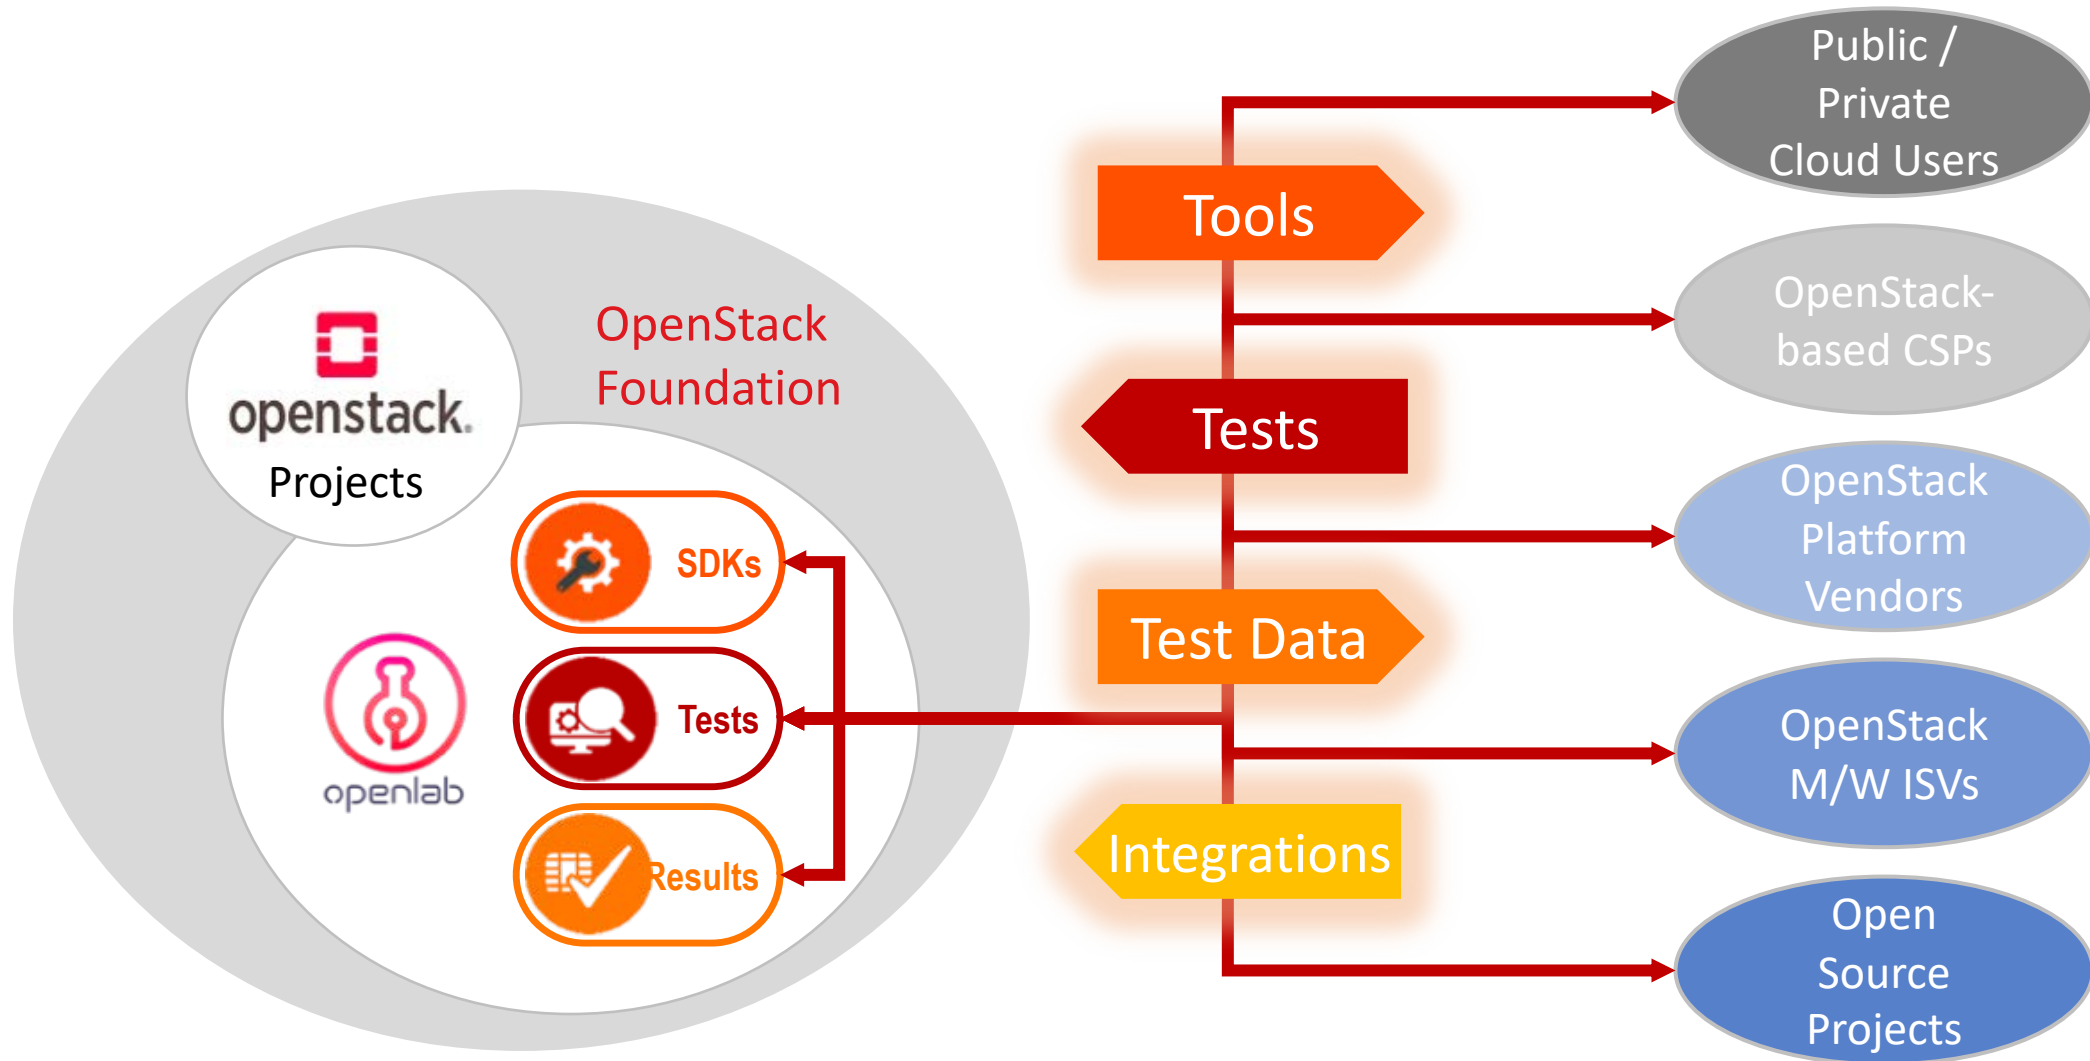 OpenStack
Foundation
openstack.
Projects
SDKs
openlab
Tests
Results
Tools
Tests
Test Data
Integrations
Public /
Private
Cloud Users
OpenStack-
based CSPs
OpenStack
Platform
Vendors
OpenStack
M/W ISVs
Open
Source
Projects